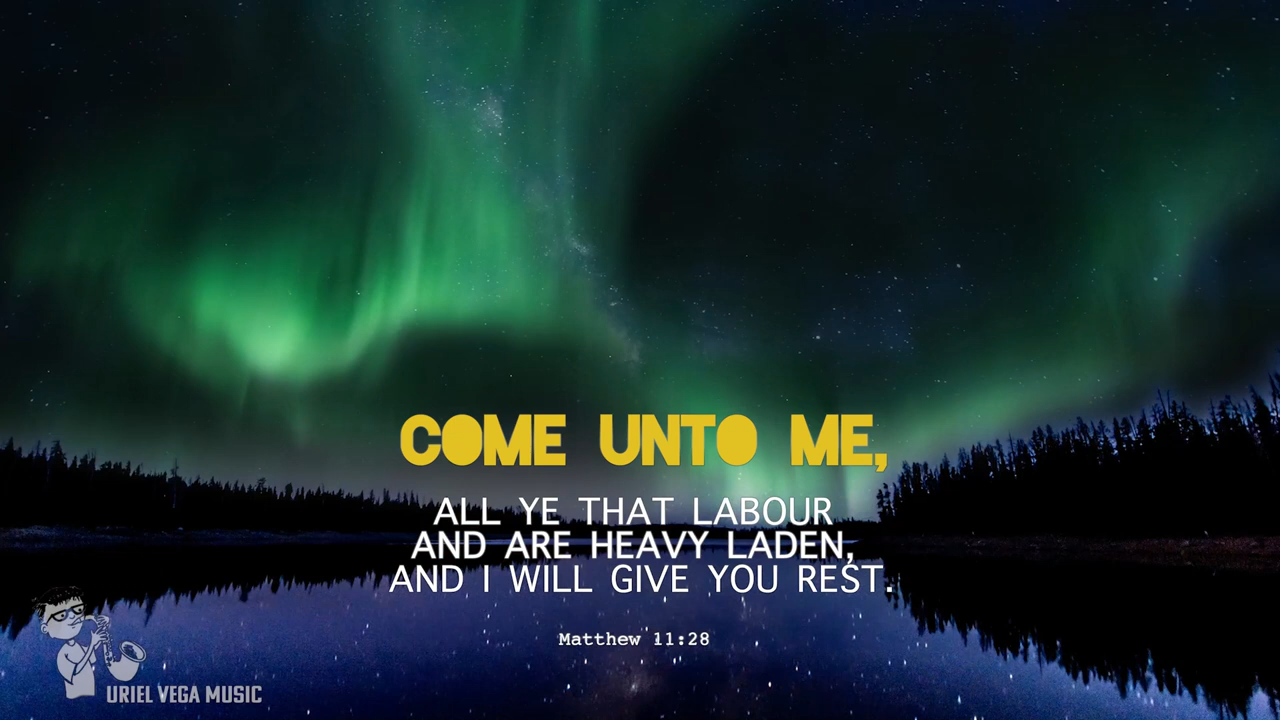 COME UNTO ME,
ALL YE THAT LABOUR
AND ARE HEAVY LADEN,
AND I WILL GIVE YOU REST.
Matthew 11:28
URIEL VEGA MUSIC